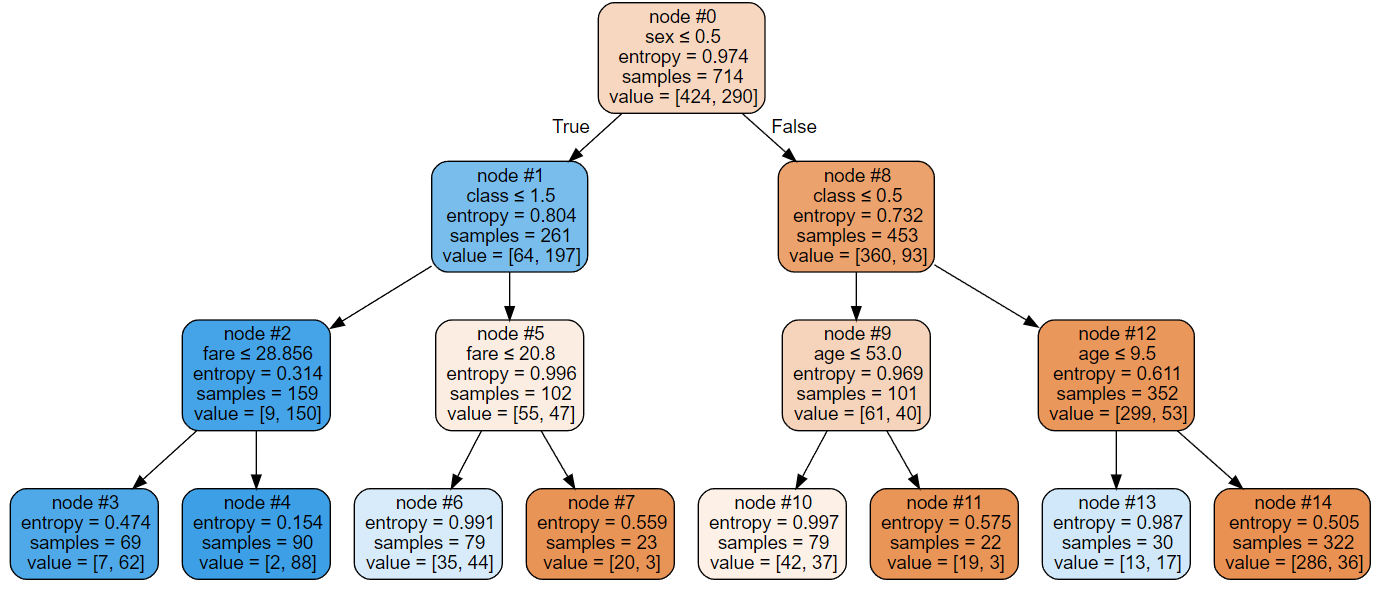 node #0
sex ≤ 0.5
entropy = 0.974
samples = 714
value = [424, 290]
True
False
node #1
class ≤ 1.5
entropy = 0.804
samples = 261
value = [64, 197]
node #8
class ≤ 0.5
entropy = 0.732
samples = 453
value = [360, 93]
node #2
fare ≤ 28.856
entropy = 0.314
samples = 159
value = [9, 150]
node #5
fare ≤ 20.8
entropy = 0.996
samples = 102
value = [55, 47]
node #9
age ≤ 53.0
entropy = 0.969
samples = 101
value = [61, 40]
node #12
age ≤ 9.5
entropy = 0.611
samples = 352
value = [299, 53]
node #3
entropy = 0.474
samples = 69
value = [7, 62]
node #4
entropy = 0.154
samples = 90
value = [2, 88]
node #6
entropy = 0.991
samples = 79
value = [35, 44]
node #7
entropy = 0.559
samples = 23
value = [20, 3]
node #10
entropy = 0.997
samples = 79
value = [42, 37]
node #11
entropy = 0.575
samples = 22
value = [19, 3]
node #13
entropy = 0.987
samples = 30
value = [13, 17]
node #14
entropy = 0.505
samples = 322
value = [286, 36]